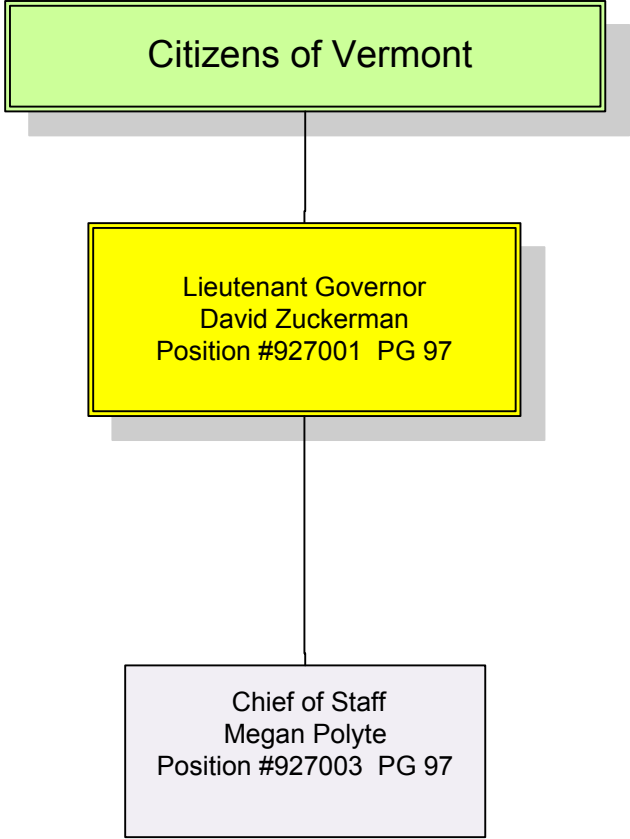 Citizens of Vermont
Lieutenant Governor
David Zuckerman
Position #927001  PG 97
Chief of Staff
Megan Polyte
Position #927003  PG 97